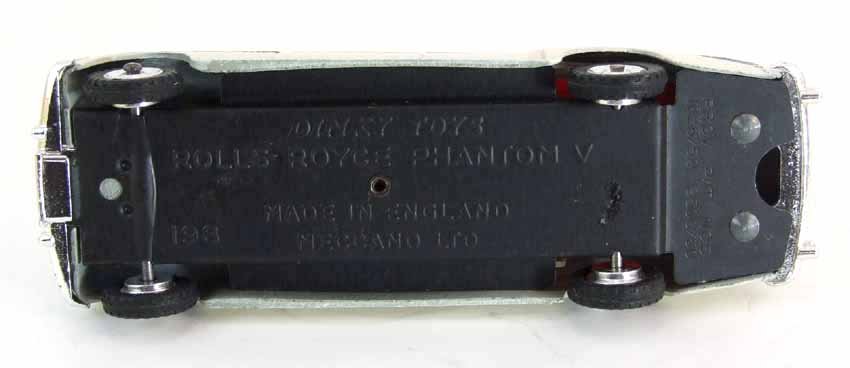 DINKY TOYS
ROLLS-ROYCE PHANTOM V
MADE IN ENGLAND
198
MECCANO LTD